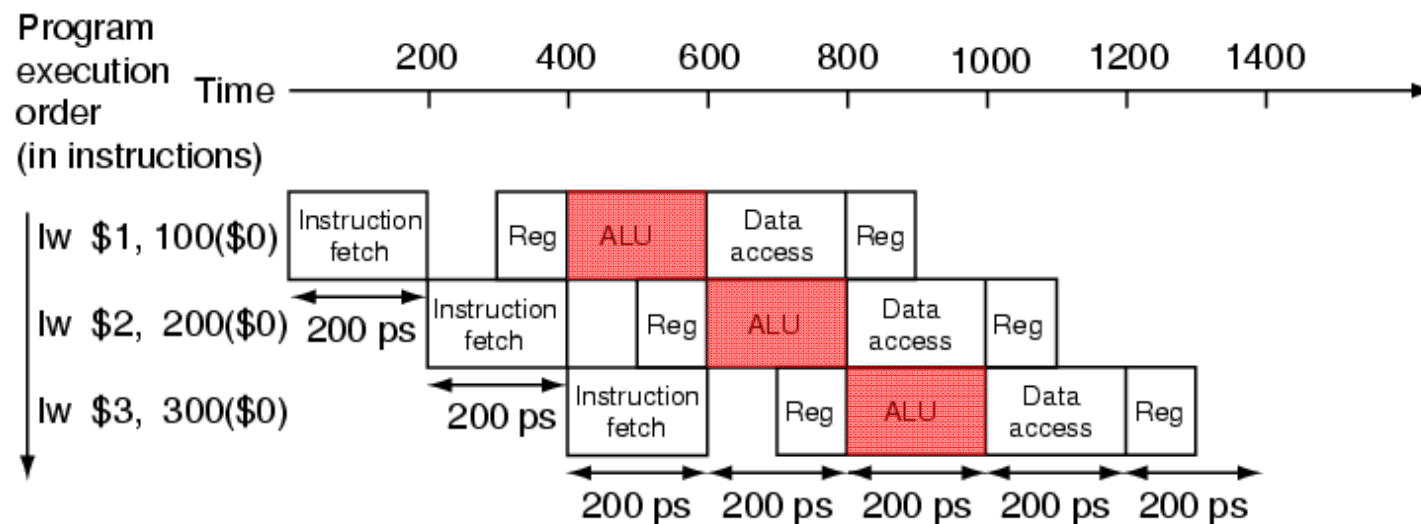 Program
execution
order
(in instructions)
Time
200 400 600 800 1000 1200 1400
lw $1, 100($0)
Instruction
fetch
Reg
ALU
Data
access
Reg
200 ps
lw $2, 200($0)
Instruction
fetch
Reg
ALU
Data
access
Reg
200 ps
lw $3, 300($0)
Instruction
fetch
Reg
ALU
Data
access
Reg
200 ps 200 ps 200 ps 200 ps 200 ps